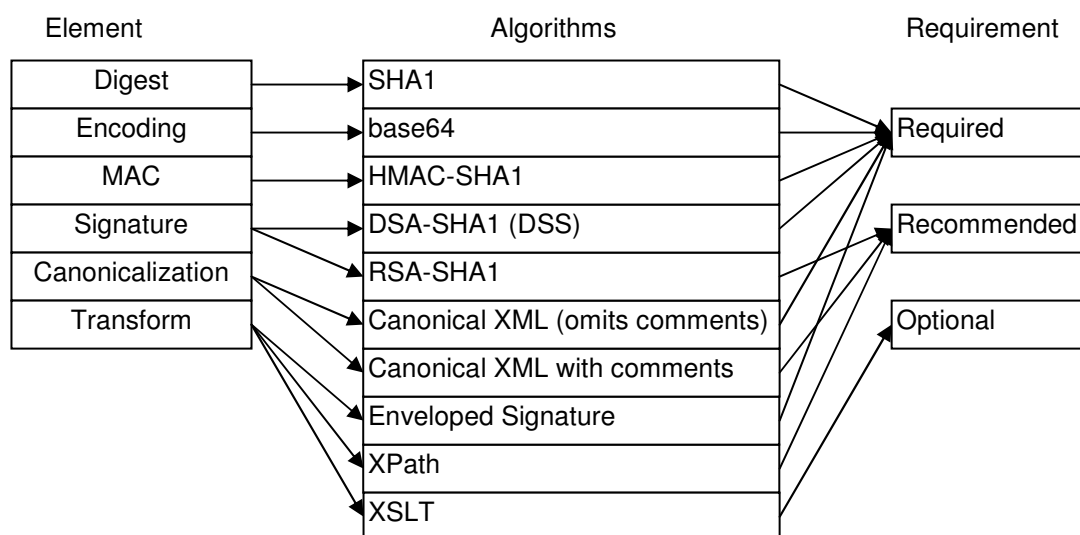 Element Algorithms Requirement
Digest SHA1
Encoding base64 Required
MAC HMAC-SHA1
Signature DSA-SHA1 (DSS) Recommended
Canonicalization RSA-SHA1
Transform Canonical XML (omits comments) Optional
Canonical XML with comments
Enveloped Signature
XPath
XSLT